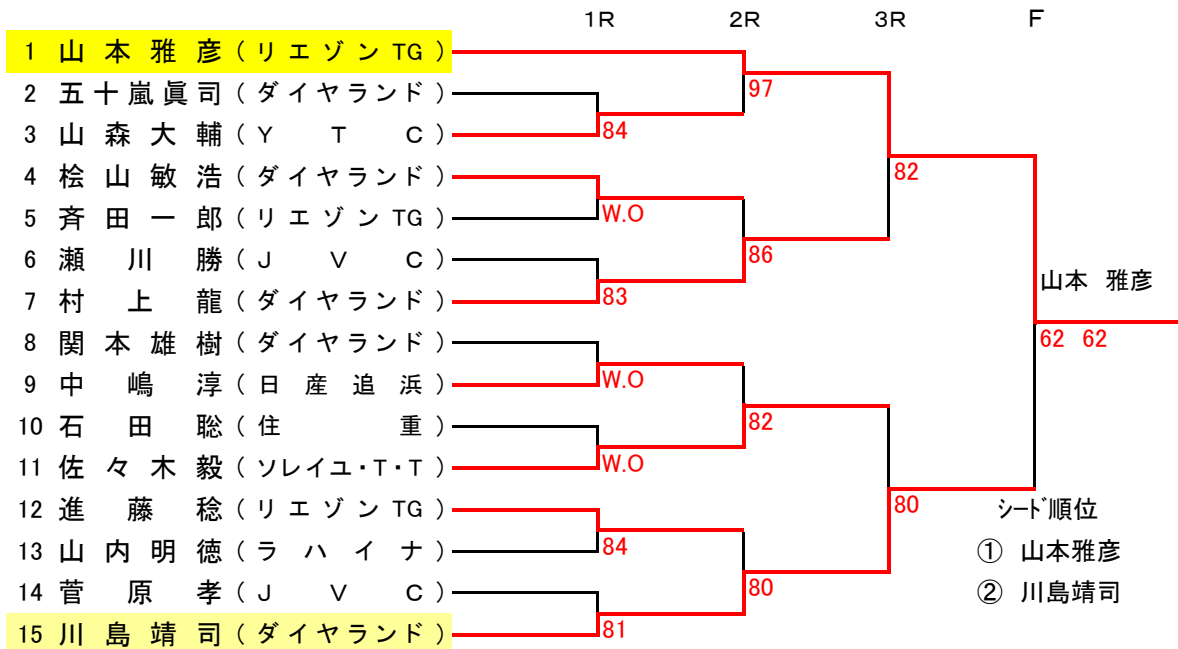 1R 2R 3R F
1 山本雅彦(リエゾンTG)
2 五十嵐眞司(ダイヤランド)
97
3 山森大輔(YTC)
84
4 桧山敏浩(ダイヤランド)
82
5 斉田一郎(リエゾンTG)
W.O
6 瀬川勝(JVC)
86
7 村上龍(ダイヤランド)
83
山本 雅彦
8 関本雄樹(ダイヤランド)
62 62
9 中嶋淳(日産追浜)
W.O
10 石田聡(住重)
82
11 佐々木毅(ソレイユ・T・T)
W.O
12 進藤稔(リエゾンTG)
80
シード順位
13 山内明徳(ラハイナ)
84
① 山本雅彦
14 菅原孝(JVC)
80
② 川島靖司
15 川島靖司(ダイヤランド)
81